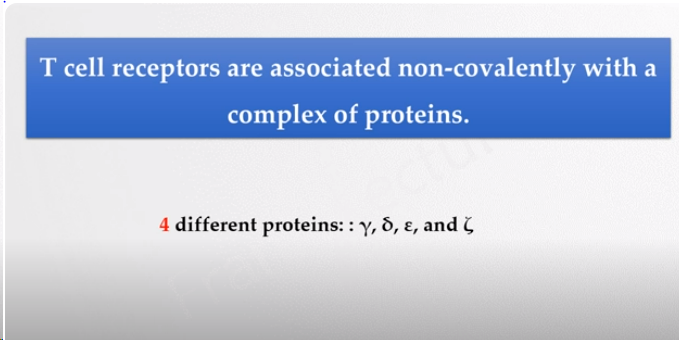 T cell receptors are associated non-covalently with a
complex of proteins.
4 different proteins: : γ, δ, ε, and ζ